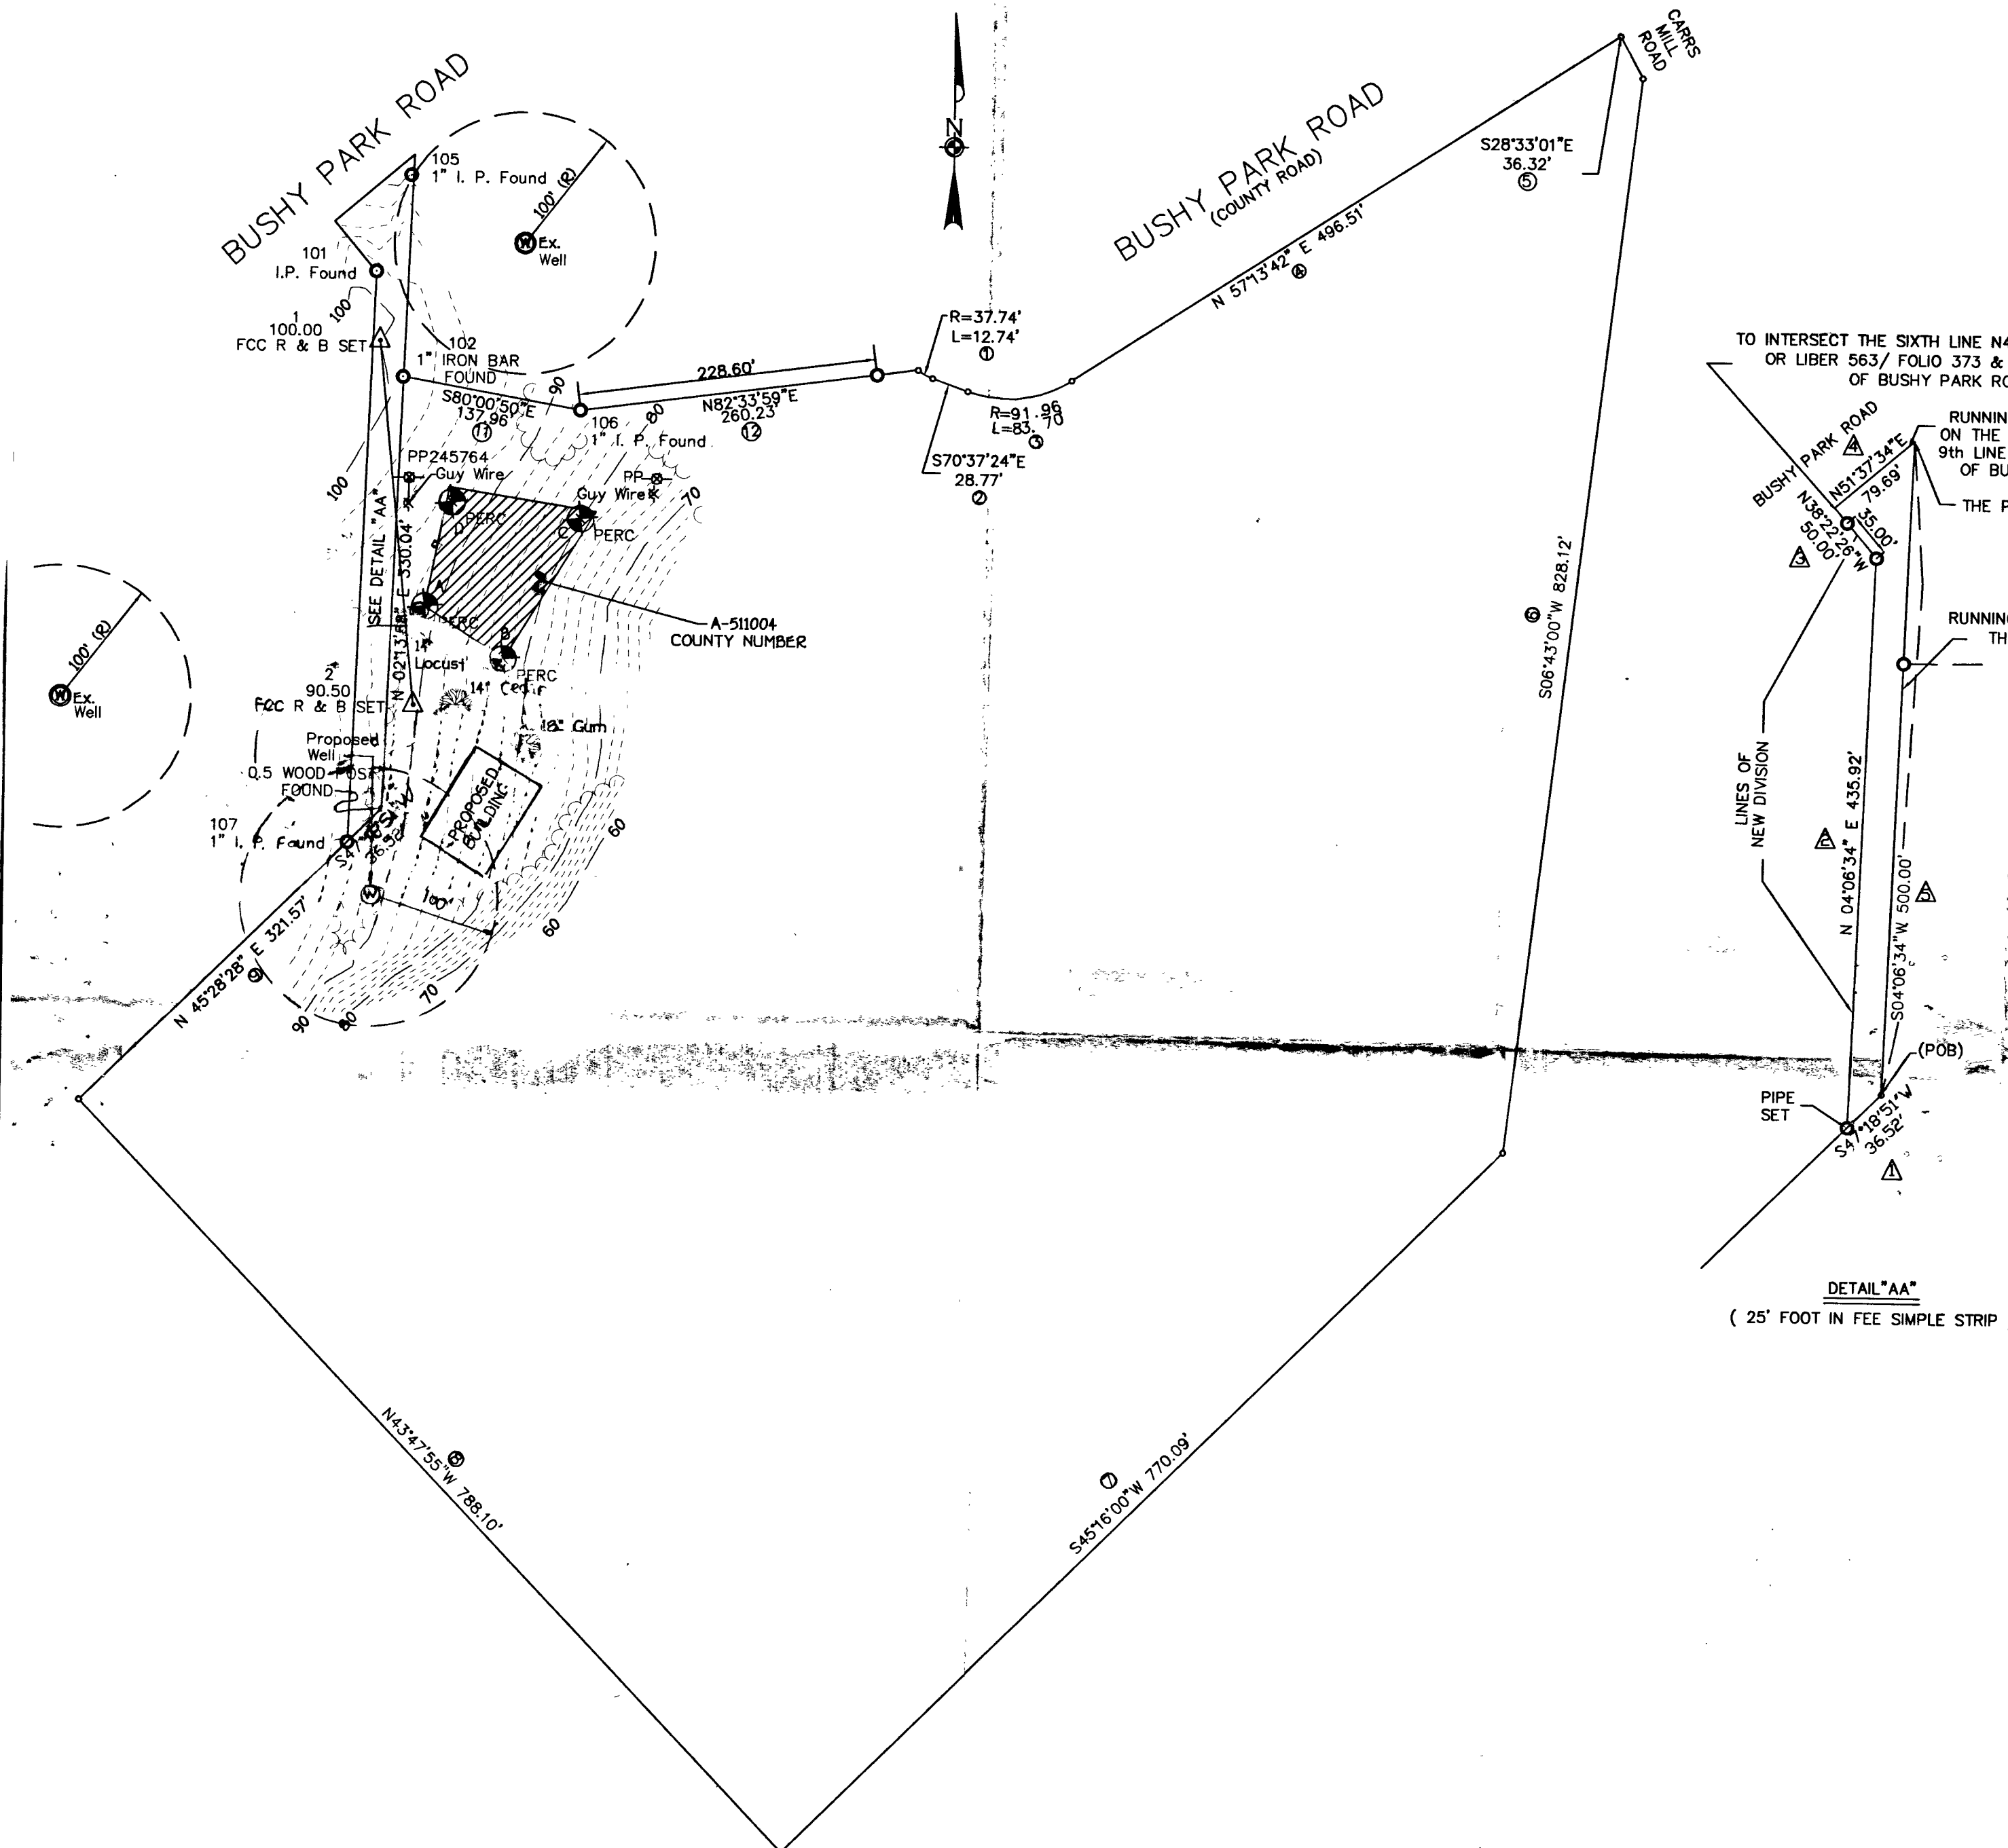 BUSHY PARK ROAD
105
1" I. P. Found
100' (R)
Ex.
Well
101
I.P. Found
100
1
100.00
FCC R & B SET
102
1" IRON BAR
FOUND
S80°00'50"E
137.96'
11
90
228.60'
N82°33'59"E
260.23'
12
80
106
1" I. P. Found
70
PP245764
Guy Wire
PP
Guy Wire
100
SEE DETAIL "AA"
N 02°13'58" E 330.04'
PERC
D
C
PERC
A
PERC
B
PERC
A-511004
COUNTY NUMBER
14"
Locust
14" Cedar
18" Gum
2
90.50
FCC R & B SET
Proposed
Well
0.5 WOOD POST
FOUND
107
1" I. P. Found
36.52'
PROPOSED
BUILDING
W
100'
60
60
70
80
90
100' (R)
W
Ex.
Well
N 45°28'28" E 321.57'
9
N
R=37.74'
L=12.74'
1
S70°37'24"E
28.77'
2
R=91.96
L=83.70
3
BUSHY PARK ROAD
(COUNTY ROAD)
N 57°13'42" E 496.51'
4
CARRS
MILL
ROAD
S28°33'01"E
36.32'
5
S06°43'00"W 828.12'
6
S45°16'00"W 770.09'
7
N43°47'55"W 788.10'
8
TO INTERSECT THE SIXTH LINE N4
OR LIBER 563/ FOLIO 373 &
OF BUSHY PARK RO
BUSHY PARK ROAD
4
N51°37'34"E
79.69'
RUNNIN
ON THE
9th LINE
OF BU
THE P
N38°22'26"W
50.00'
35.00'
3
RUNNING
TH
LINES OF
NEW DIVISION
N 04°06'34" E 435.92'
2
S04°06'34"W 500.00'
5
(POB)
PIPE
SET
S47°18'51"W
36.52'
1
DETAIL "AA"
( 25' FOOT IN FEE SIMPLE STRIP